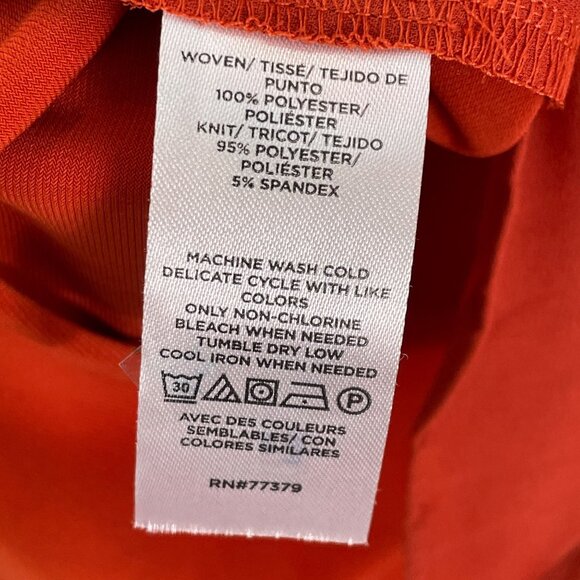 WOVEN/ TISSÉ/ TEJIDO DE
PUNTO
100% POLYESTER/
POLIÉSTER
KNIT/ TRICOT/ TEJIDO
95% POLYESTER/
POLIÉSTER
5% SPANDEX
MACHINE WASH COLD
DELICATE CYCLE WITH LIKE
COLORS
ONLY NON-CHLORINE
BLEACH WHEN NEEDED
TUMBLE DRY LOW
COOL IRON WHEN NEEDED
30 P
AVEC DES COULEURS
SEMBLABLES/ CON
COLORES SIMILARES
RN#77379